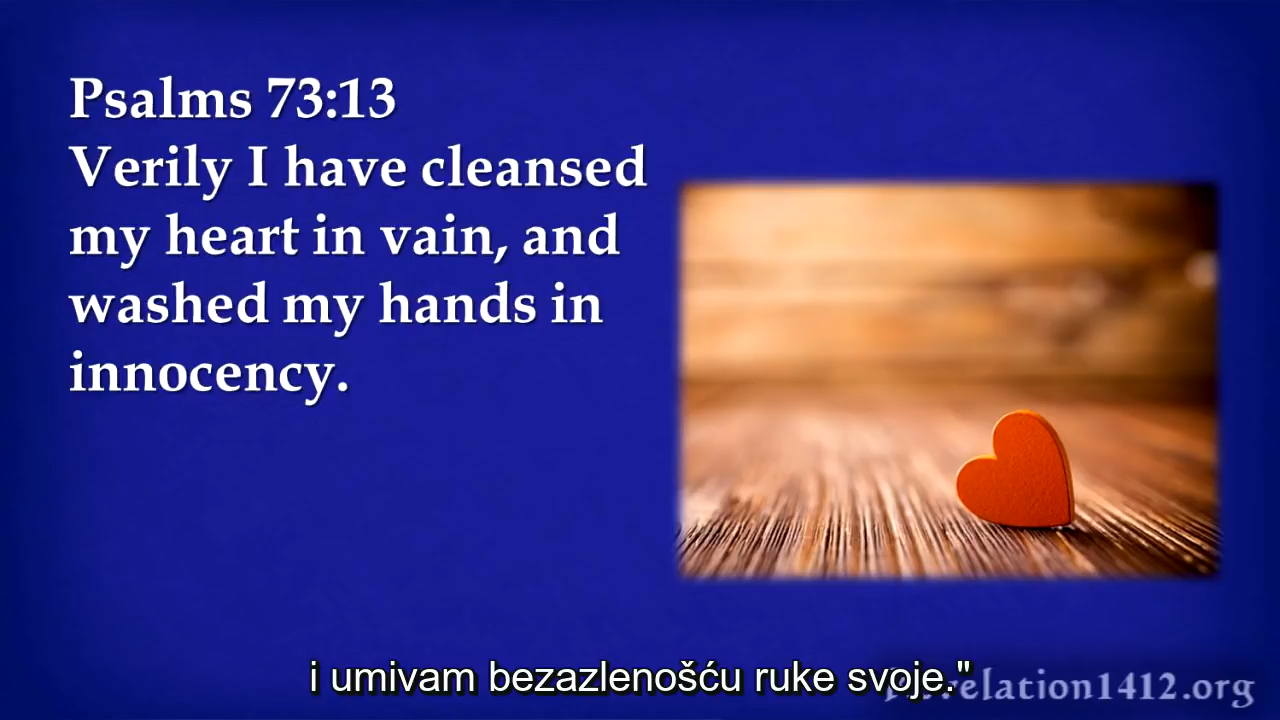 Psalms 73:13
Verily I have cleansed
my heart in vain, and
washed my hands in
innocency.
i umivam bezazlenošću ruke svoje."
Revelation1412.org